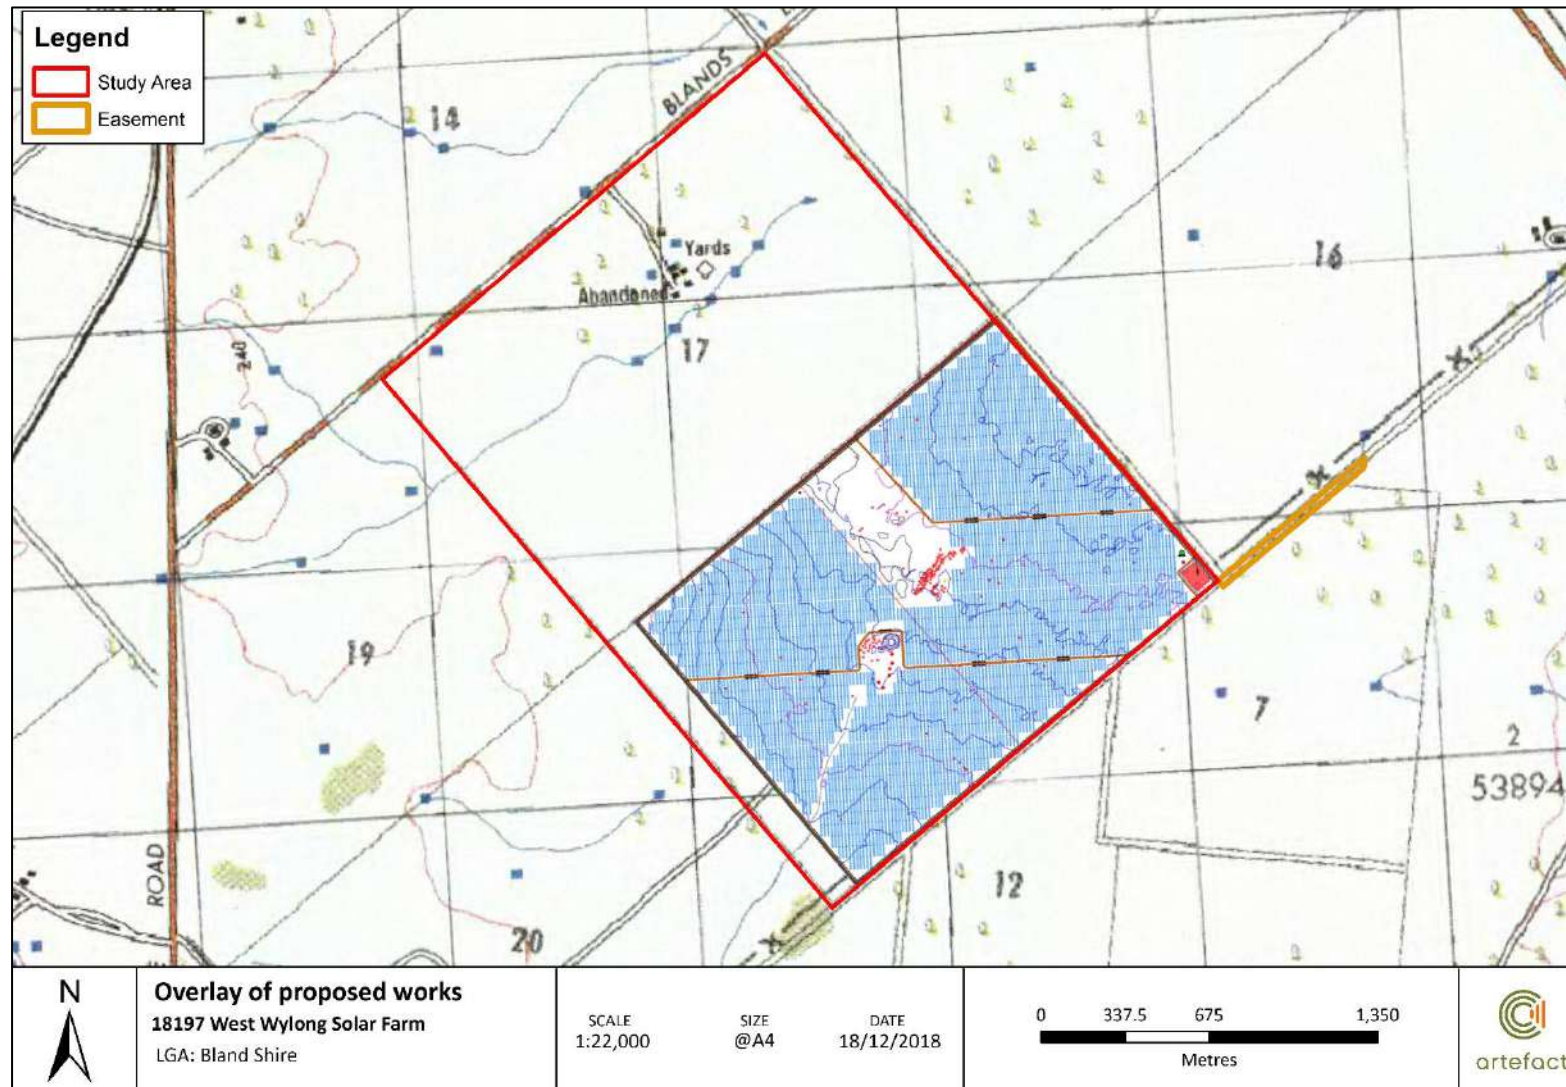 Legend
Study Area
Easement
BLANDS
14
Yards
Abandoned
16
17
240
19
7
2
53894
ROAD
12
20
N
Overlay of proposed works
18197 West Wylong Solar Farm
LGA: Bland Shire
SCALE
1:22,000
SIZE
@A4
DATE
18/12/2018
0 337.5 675 1,350
Metres
artefact